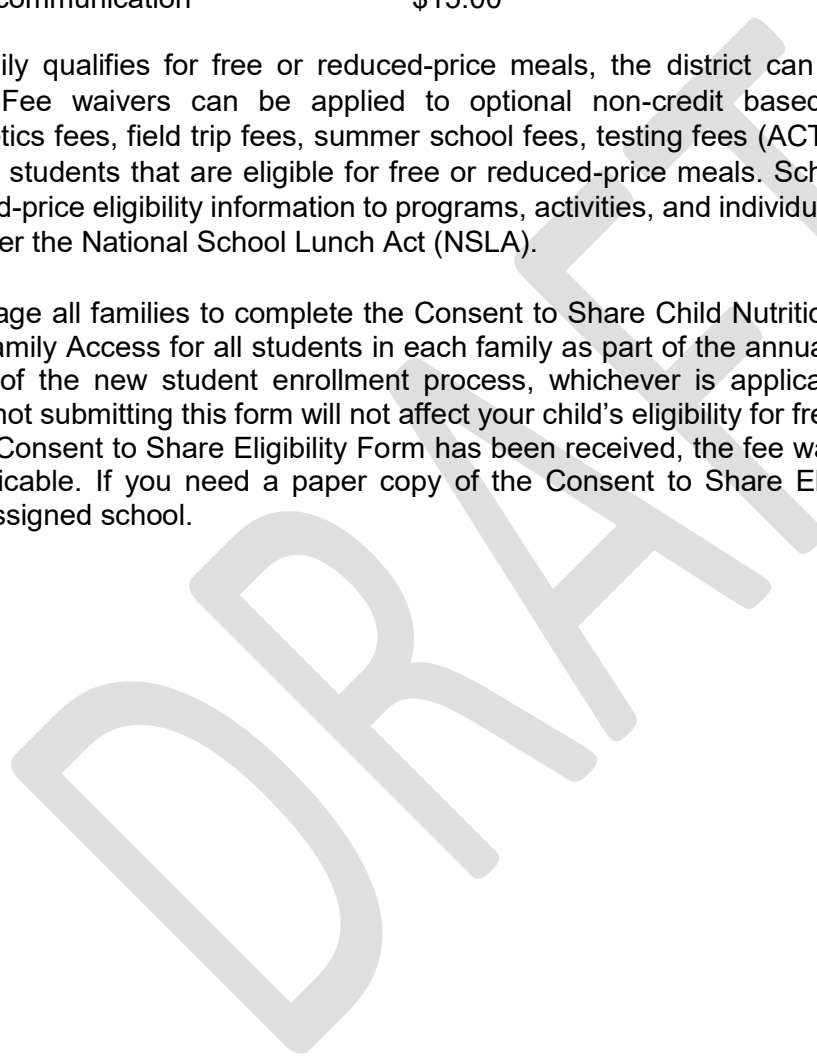 communication $15.00
ily qualifies for free or reduced-price meals, the district can
Fee waivers can be applied to optional non-credit based
tics fees, field trip fees, summer school fees, testing fees (ACT
students that are eligible for free or reduced-price meals. Sch
d-price eligibility information to programs, activities, and individu
er the National School Lunch Act (NSLA).
age all families to complete the Consent to Share Child Nutritio
amily Access for all students in each family as part of the annua
of the new student enrollment process, whichever is applica
not submitting this form will not affect your child’s eligibility for fre
Consent to Share Eligibility Form has been received, the fee wa
icable. If you need a paper copy of the Consent to Share El
ssigned school.
DRAFT